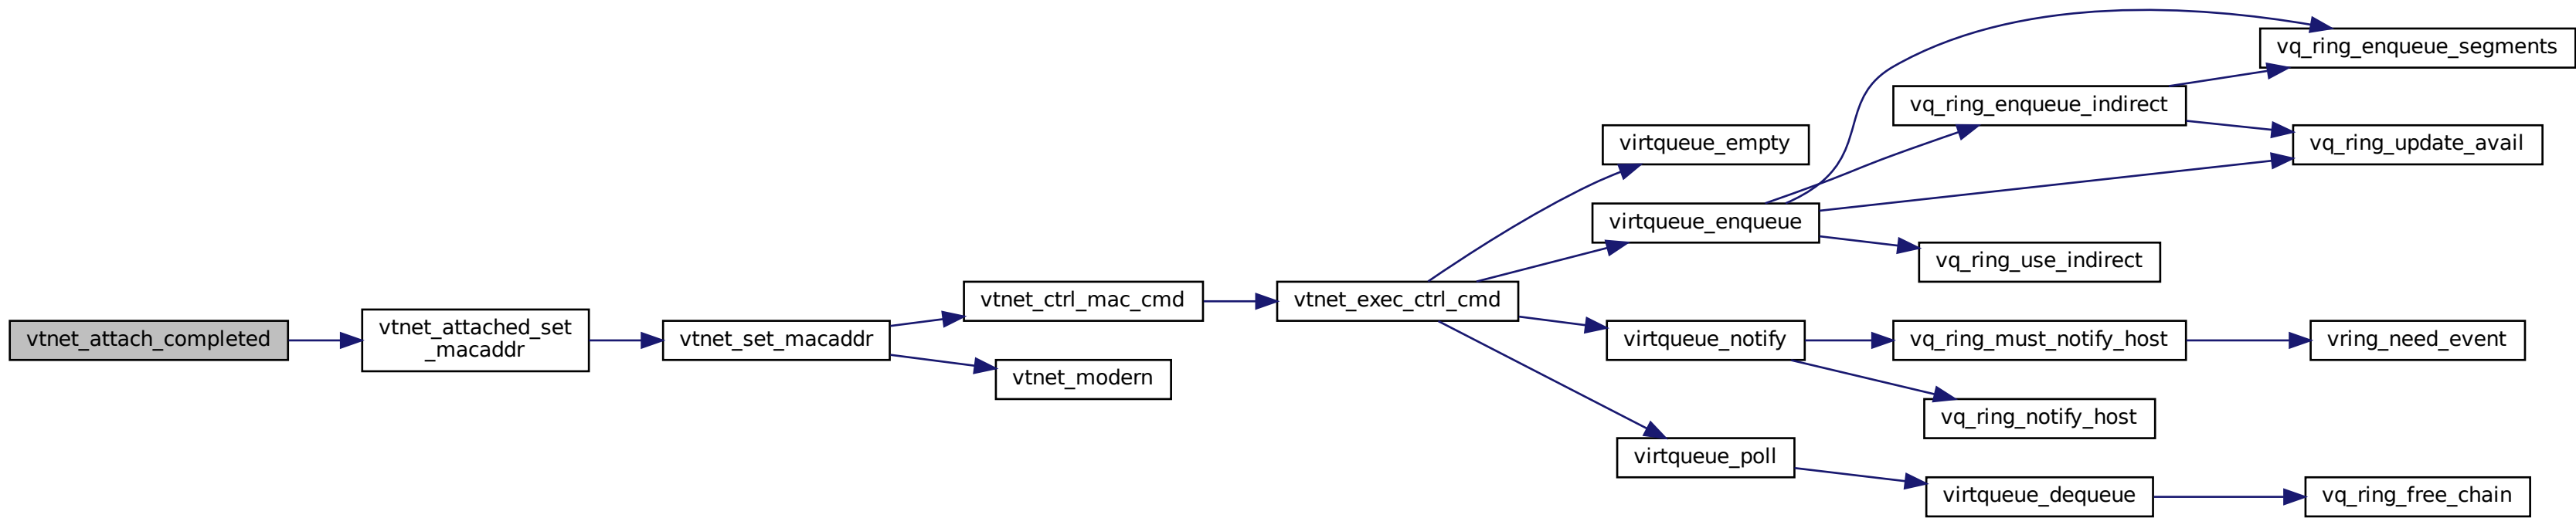 vtnet_attach_completed
vtnet_attached_set
_macaddr
vtnet_set_macaddr
vtnet_ctrl_mac_cmd
vtnet_modern
vtnet_exec_ctrl_cmd
virtqueue_empty
virtqueue_enqueue
virtqueue_notify
virtqueue_poll
vq_ring_enqueue_indirect
vq_ring_use_indirect
vq_ring_must_notify_host
vq_ring_notify_host
virtqueue_dequeue
vq_ring_enqueue_segments
vq_ring_update_avail
vring_need_event
vq_ring_free_chain